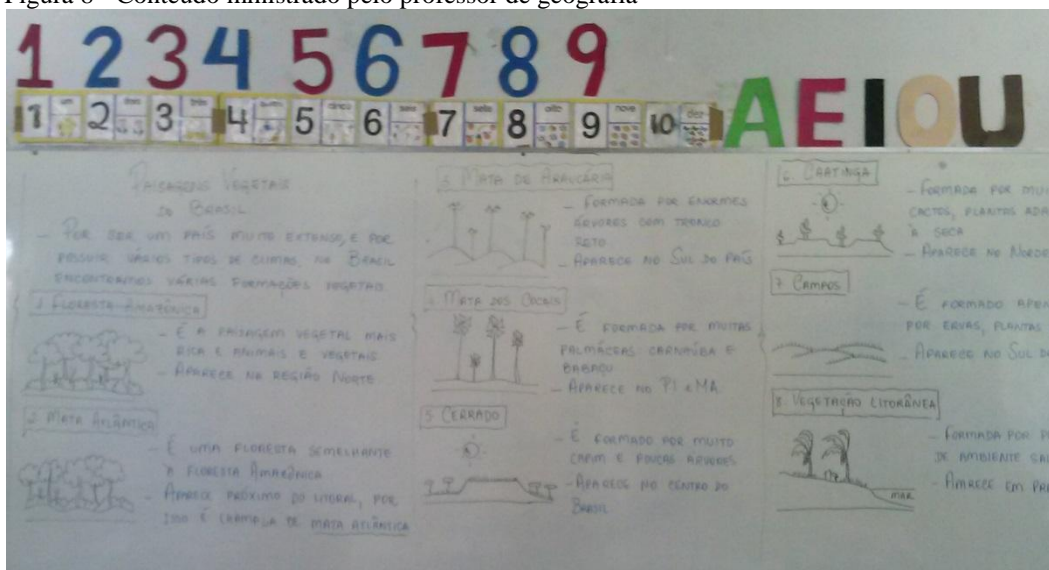 Figura 8 - Conteúdo ministrado pelo professor de geografia
1 2 3 4 5 6 7 8 9
1 um 2 dois 3 três 4 5 cinco 6 7 sete 8 oito 9 nove 10 dez
A E I O U
PAISAGENS VEGETAIS
DO BRASIL
- POR SER UM PAÍS MUITO EXTENSO, E POR
POSSUIR VÁRIOS TIPOS DE CLIMAS, NO BRASIL
ENCONTRAMOS VÁRIAS FORMAÇÕES VEGETAIS
1. FLORESTA AMAZÔNICA
- É A PAISAGEM VEGETAL MAIS
RICA E ANIMAIS E VEGETAIS
- APARECE NA REGIÃO NORTE
2. MATA ATLÂNTICA
- É UMA FLORESTA SEMELHANTE
À FLORESTA AMAZÔNICA
- APARECE PRÓXIMO DO LITORAL, POR
ISSO É CHAMADA DE MATA ATLÂNTICA
3. MATA DE ARAUCÁRIA
- FORMADA POR ENORMES
ÁRVORES COM TRONCO
RETO
- APARECE NO SUL DO PAÍS
4. MATA DOS COCAIS
- É FORMADA POR MUITAS
PALMÁCEAS: CARNAÚBA E
BABAÇU
- APARECE NO PI E MA
5. CERRADO
- É FORMADO POR MUITO
CAPIM E POUCAS ÁRVORES
- APARECE NO CENTRO DO
BRASIL
6. CAATINGA
- FORMADA POR
CACTOS, PLANTAS
À SECA
- APARECE NO
7. CAMPOS
- É FORMADO
POR ERVAS, PLANTAS
- APARECE NO SUL
8. VEGETAÇÃO LITORÂNEA
- FORMADA POR
DE AMBIENTE
- APARECE EM
MAR